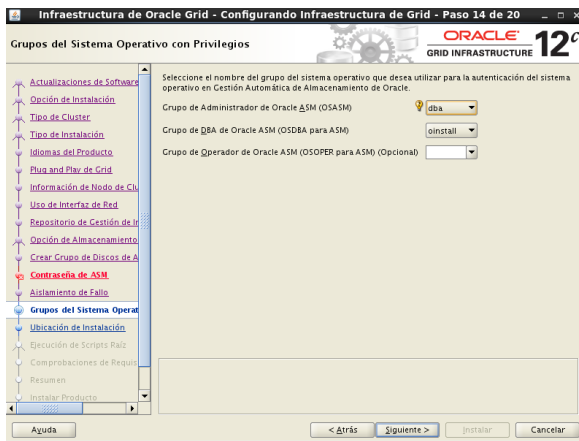 Infraestructura de Oracle Grid - Configurando Infraestructura de Grid - Paso 14 de 20
Grupos del Sistema Operativo con Privilegios
ORACLE
GRID INFRASTRUCTURE 12c
Actualizaciones de Software
Opción de Instalación
Tipo de Cluster
Tipo de Instalación
Idiomas del Producto
Plug and Play de Grid
Información de Nodo de Clu
Uso de Interfaz de Red
Repositorio de Gestión de In
Opción de Almacenamiento
Crear Grupo de Discos de A
Contraseña de ASM
Aislamiento de Fallo
Grupos del Sistema Operat
Ubicación de Instalación
Ejecución de Scripts Raíz
Comprobaciones de Requis
Resumen
Instalar Producto
Seleccione el nombre del grupo del sistema operativo que desea utilizar para la autenticación del sistema
operativo en Gestión Automática de Almacenamiento de Oracle.
Grupo de Administrador de Oracle ASM (OSASM) dba
Grupo de DBA de Oracle ASM (OSDBA para ASM) oinstall
Grupo de Operador de Oracle ASM (OSOPER para ASM) (Opcional)
Ayuda < Atrás Siguiente > Instalar Cancelar